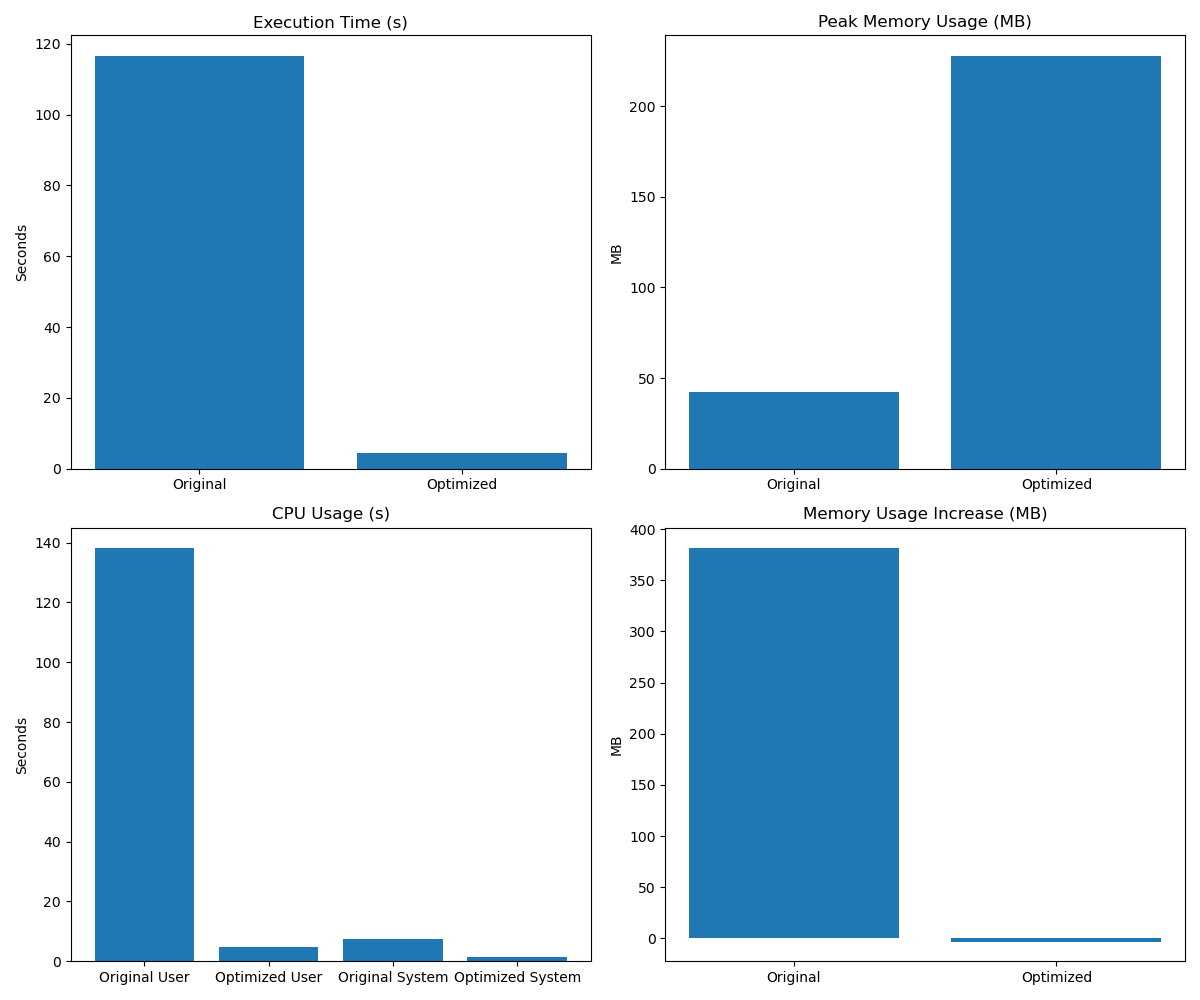 Execution Time (s)
Seconds
120
100
80
60
40
20
0
Original
Optimized
Peak Memory Usage (MB)
MB
200
150
100
50
0
Original
Optimized
CPU Usage (s)
Seconds
140
120
100
80
60
40
20
0
Original User
Optimized User
Original System
Optimized System
Memory Usage Increase (MB)
MB
400
350
300
250
200
150
100
50
0
Original
Optimized